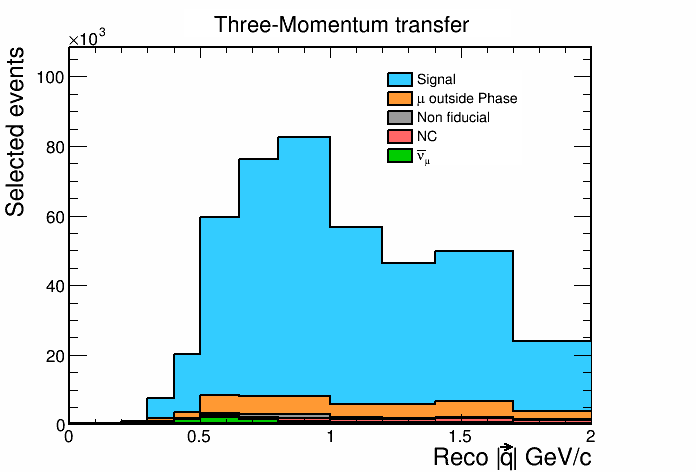 Three-Momentum transfer
×10³
Selected events
100
80
60
40
20
0
Signal
μ outside Phase
Non fiducial
NC
ν̅_μ
0 0.5 1 1.5 2
Reco |q⃗| GeV/c